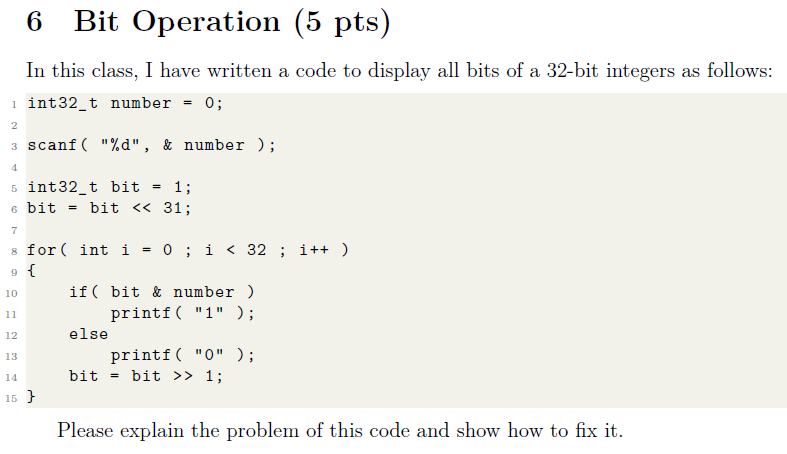 6 Bit Operation (5 pts)
In this class, I have written a code to display all bits of a 32-bit integers as follows:
1 int32_t number = 0;
2
3 scanf( "%d", & number );
4
5 int32_t bit = 1;
6 bit = bit << 31;
7
8 for( int i = 0 ; i < 32 ; i++ )
9 {
10 if( bit & number )
11 printf( "1" );
12 else
13 printf( "0" );
14 bit = bit >> 1;
15 }
Please explain the problem of this code and show how to fix it.